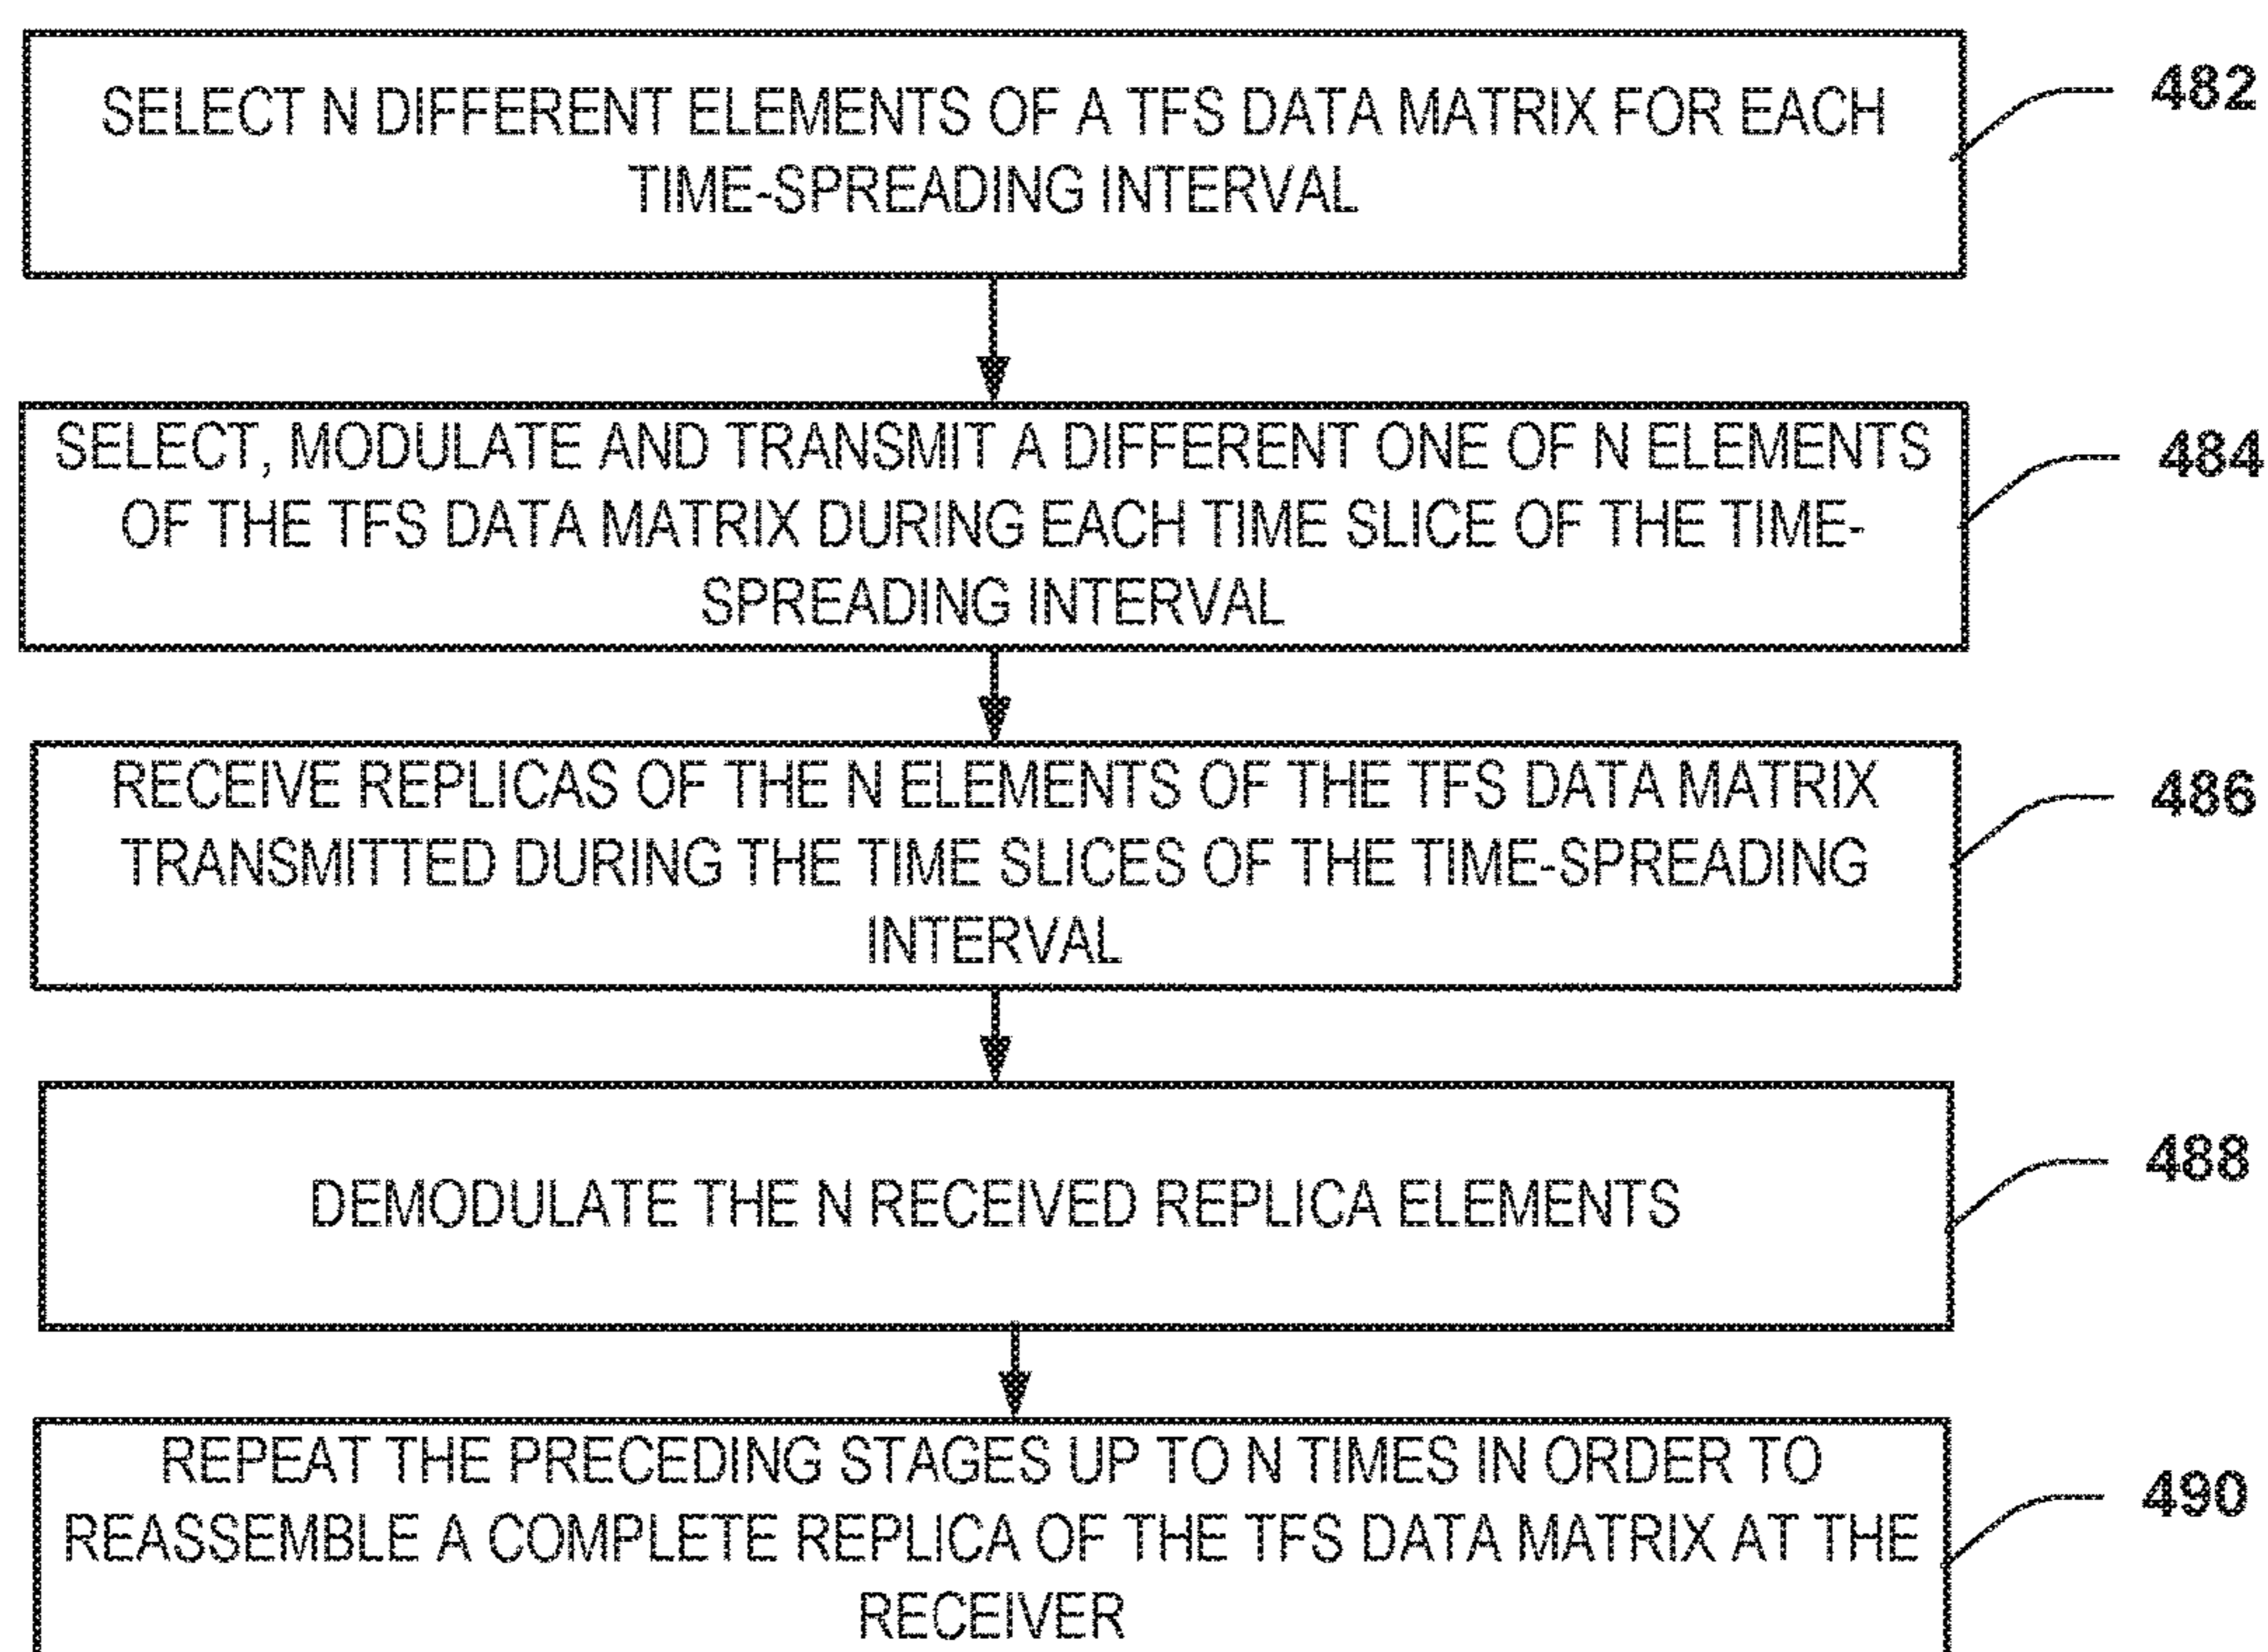 SELECT N DIFFERENT ELEMENTS OF A TFS DATA MATRIX FOR EACH
TIME-SPREADING INTERVAL
482
SELECT, MODULATE AND TRANSMIT A DIFFERENT ONE OF N ELEMENTS
OF THE TFS DATA MATRIX DURING EACH TIME SLICE OF THE TIME-
SPREADING INTERVAL
484
RECEIVE REPLICAS OF THE N ELEMENTS OF THE TFS DATA MATRIX
TRANSMITTED DURING THE TIME SLICES OF THE TIME-SPREADING
INTERVAL
486
DEMODULATE THE N RECEIVED REPLICA ELEMENTS
488
REPEAT THE PRECEDING STAGES UP TO N TIMES IN ORDER TO
REASSEMBLE A COMPLETE REPLICA OF THE TFS DATA MATRIX AT THE
RECEIVER
490